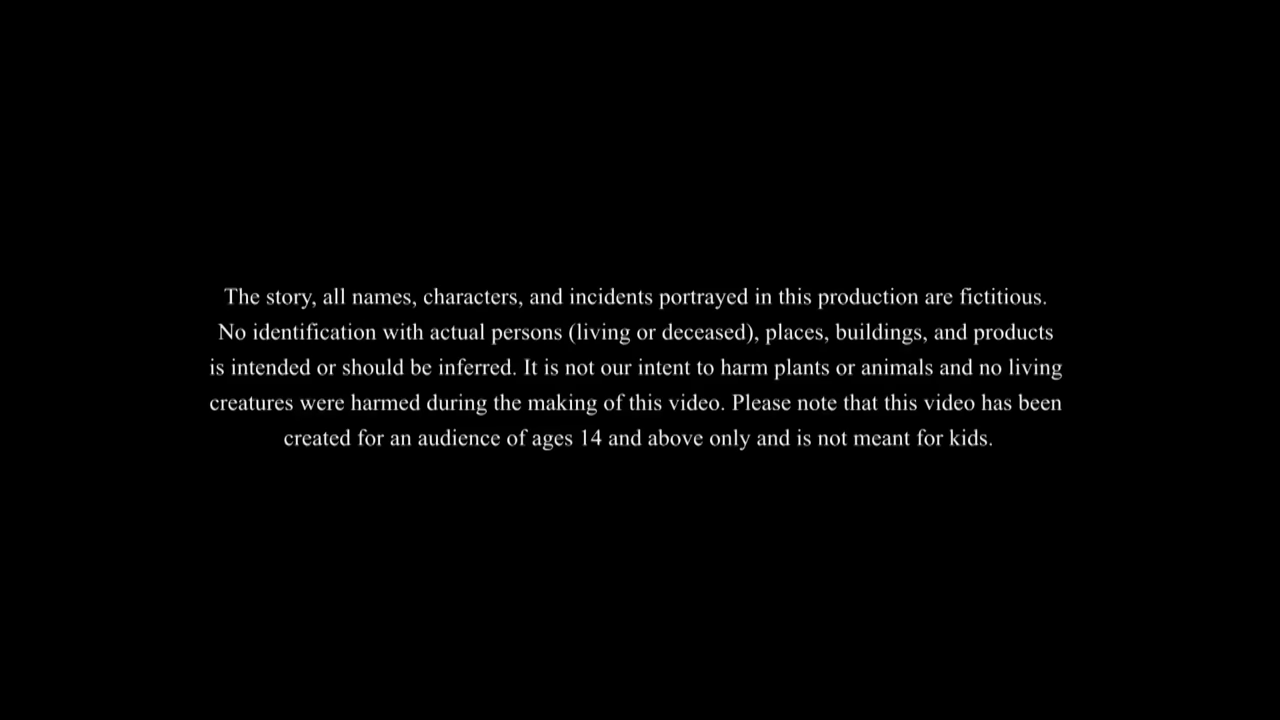 The story, all names, characters, and incidents portrayed in this production are fictitious.
No identification with actual persons (living or deceased), places, buildings, and products
is intended or should be inferred. It is not our intent to harm plants or animals and no living
creatures were harmed during the making of this video. Please note that this video has been
created for an audience of ages 14 and above only and is not meant for kids.